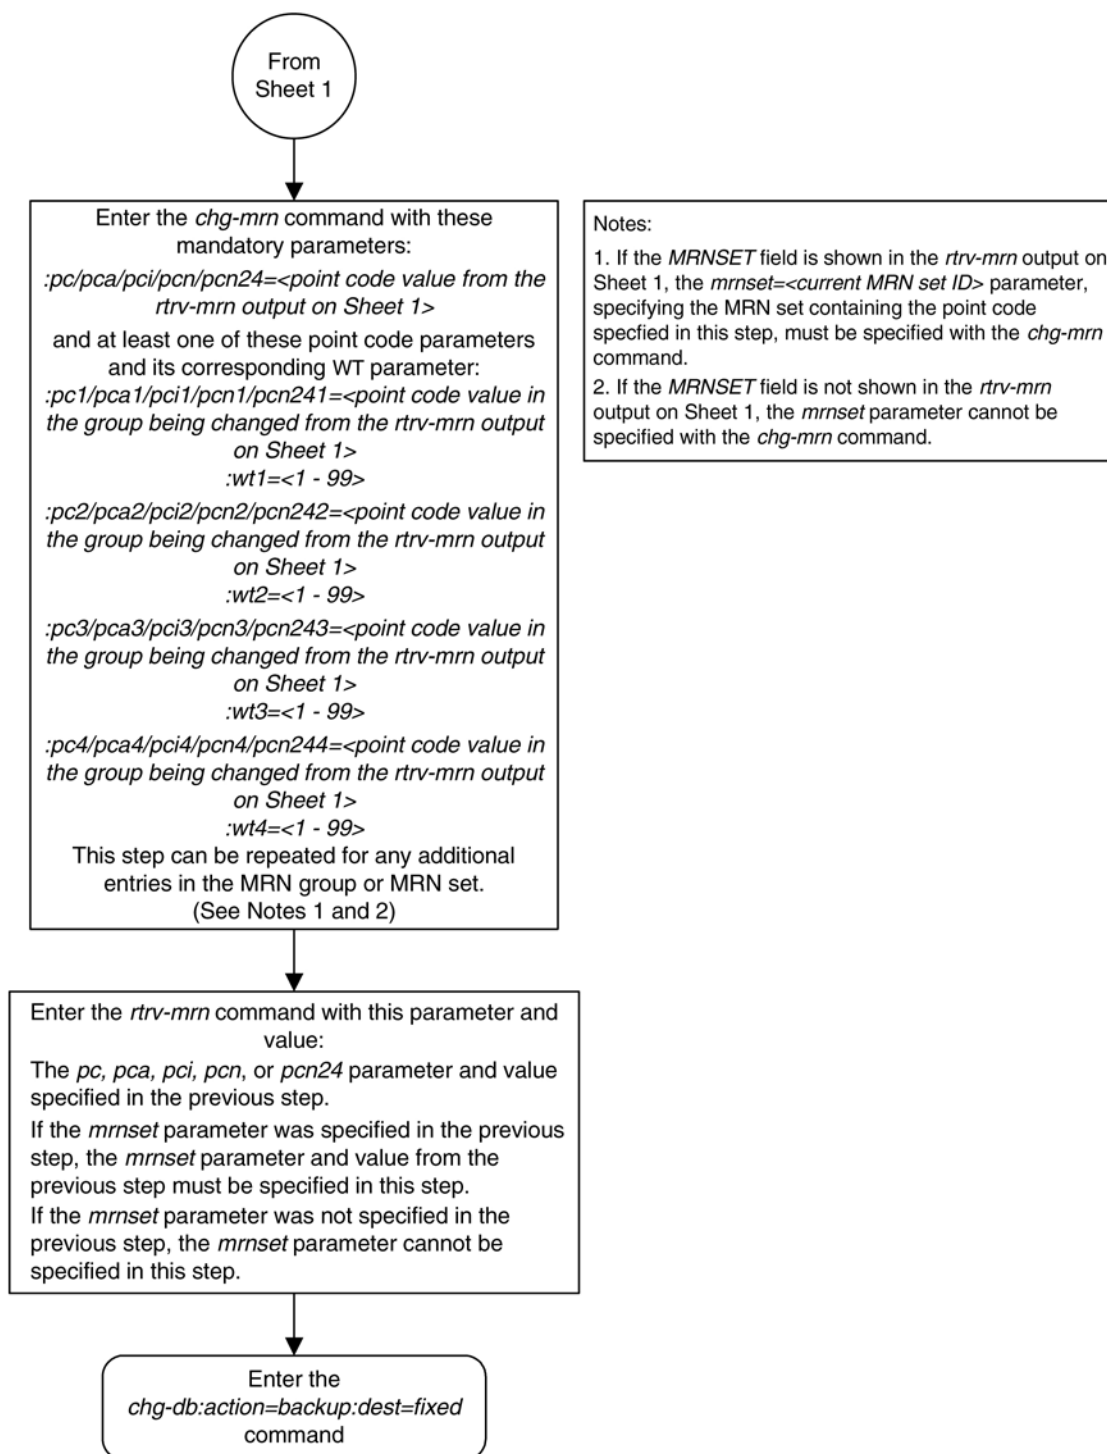 From
Sheet 1
Enter the chg-mrn command with these
mandatory parameters:
:pc/pca/pci/pcn/pcn24=<point code value from the
rtrv-mrn output on Sheet 1>
and at least one of these point code parameters
and its corresponding WT parameter:
:pc1/pca1/pci1/pcn1/pcn241=<point code value in
the group being changed from the rtrv-mrn output
on Sheet 1>
:wt1=<1 - 99>
:pc2/pca2/pci2/pcn2/pcn242=<point code value in
the group being changed from the rtrv-mrn output
on Sheet 1>
:wt2=<1 - 99>
:pc3/pca3/pci3/pcn3/pcn243=<point code value in
the group being changed from the rtrv-mrn output
on Sheet 1>
:wt3=<1 - 99>
:pc4/pca4/pci4/pcn4/pcn244=<point code value in
the group being changed from the rtrv-mrn output
on Sheet 1>
:wt4=<1 - 99>
This step can be repeated for any additional
entries in the MRN group or MRN set.
(See Notes 1 and 2)
Notes:
1. If the MRNSET field is shown in the rtrv-mrn output on
Sheet 1, the mrnset=<current MRN set ID> parameter,
specifying the MRN set containing the point code
specfied in this step, must be specified with the chg-mrn
command.
2. If the MRNSET field is not shown in the rtrv-mrn
output on Sheet 1, the mrnset parameter cannot be
specified with the chg-mrn command.
Enter the rtrv-mrn command with this parameter and
value:
The pc, pca, pci, pcn, or pcn24 parameter and value
specified in the previous step.
If the mrnset parameter was specified in the previous
step, the mrnset parameter and value from the
previous step must be specified in this step.
If the mrnset parameter was not specified in the
previous step, the mrnset parameter cannot be
specified in this step.
Enter the
chg-db:action=backup:dest=fixed
command